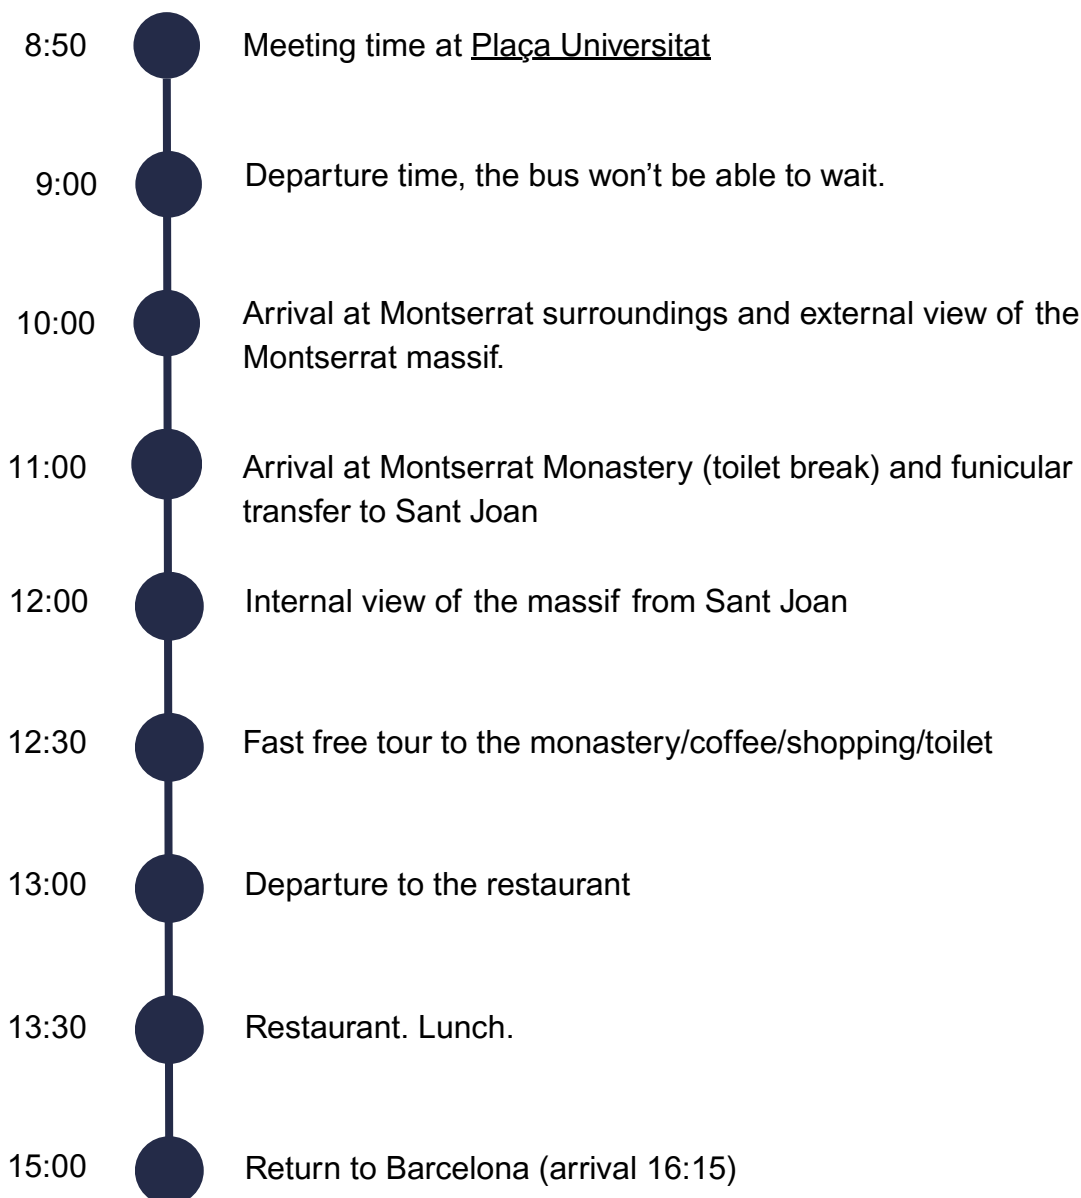 8:50 Meeting time at Plaça Universitat
9:00 Departure time, the bus won’t be able to wait.
10:00 Arrival at Montserrat surroundings and external view of the
Montserrat massif.
11:00 Arrival at Montserrat Monastery (toilet break) and funicular
transfer to Sant Joan
12:00 Internal view of the massif from Sant Joan
12:30 Fast free tour to the monastery/coffee/shopping/toilet
13:00 Departure to the restaurant
13:30 Restaurant. Lunch.
15:00 Return to Barcelona (arrival 16:15)